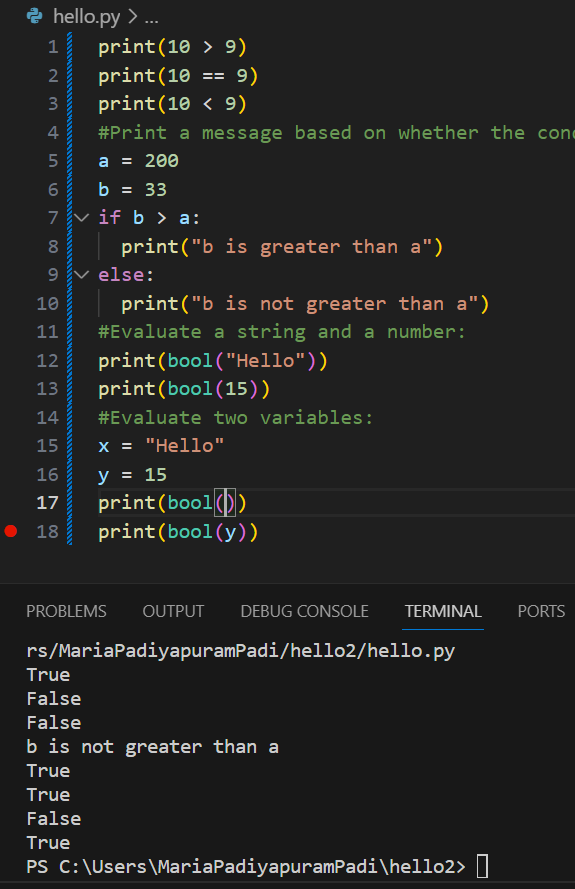 hello.py > ...
1 print(10 > 9)
2 print(10 == 9)
3 print(10 < 9)
4 #Print a message based on whether the
5 a = 200
6 b = 33
7 if b > a:
8 print("b is greater than a")
9 else:
10 print("b is not greater than a")
11 #Evaluate a string and a number:
12 print(bool("Hello"))
13 print(bool(15))
14 #Evaluate two variables:
15 x = "Hello"
16 y = 15
17 print(bool())
18 print(bool(y))
PROBLEMS OUTPUT DEBUG CONSOLE TERMINAL PORTS
rs/MariaPadiyapuramPadi/hello2/hello.py
True
False
False
b is not greater than a
True
True
False
True
PS C:\Users\MariaPadiyapuramPadi\hello2>